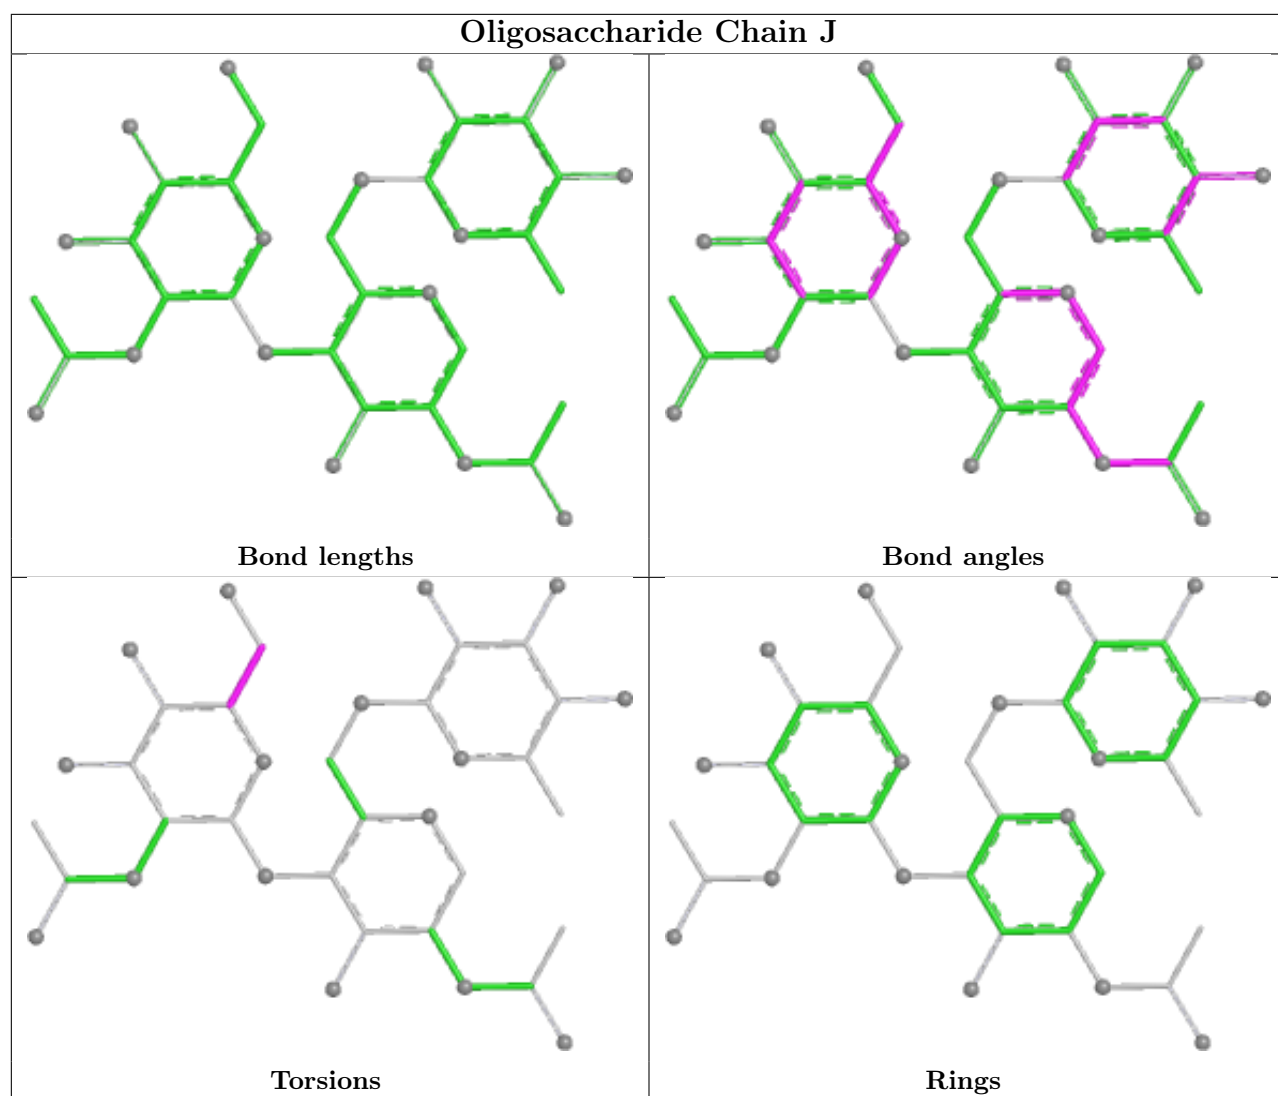 Oligosaccharide Chain J
Bond lengths
Bond angles
Torsions
Rings